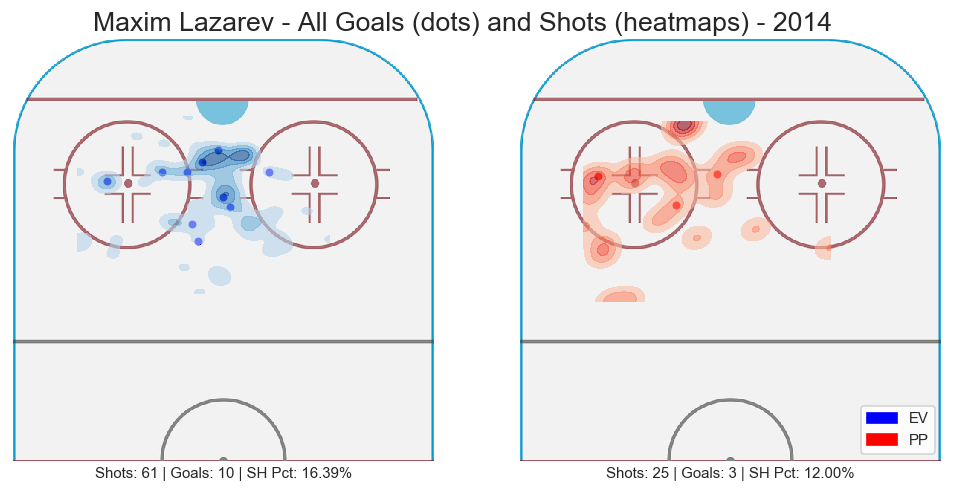 Maxim Lazarev - All Goals (dots) and Shots (heatmaps) - 2014
EV
PP
Shots: 61 | Goals: 10 | SH Pct: 16.39%
Shots: 25 | Goals: 3 | SH Pct: 12.00%